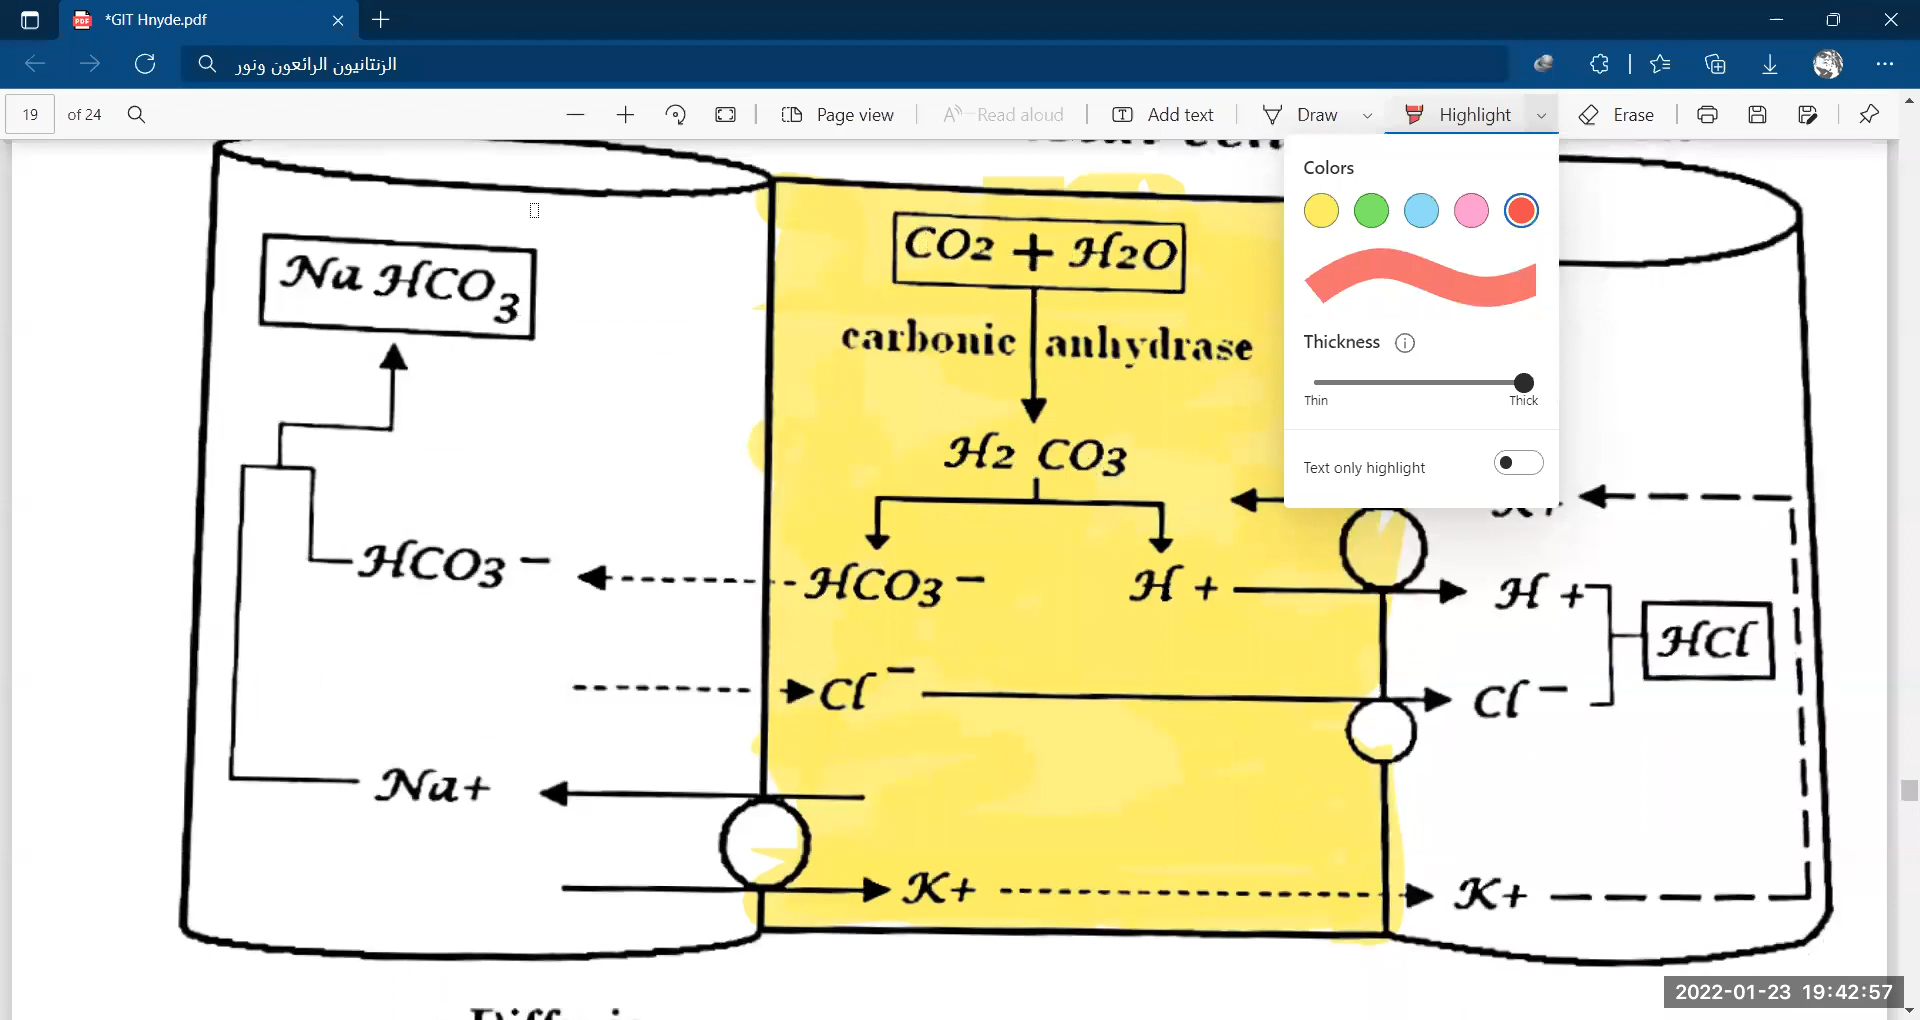 *GIT Hnyde.pdf
الزنتانيون الرائعون ونور
19 of 24
Page view
Read aloud
Add text
Draw
Highlight
Erase
Colors
Thickness
Thin Thick
Text only highlight
Na HCO3
CO2 + H2O
carbonic anhydrase
H2 CO3
HCO3 −
HCO3 −
H +
H +
HCl
Cl −
Cl −
Na+
K+
K+
2022-01-23 19:42:57